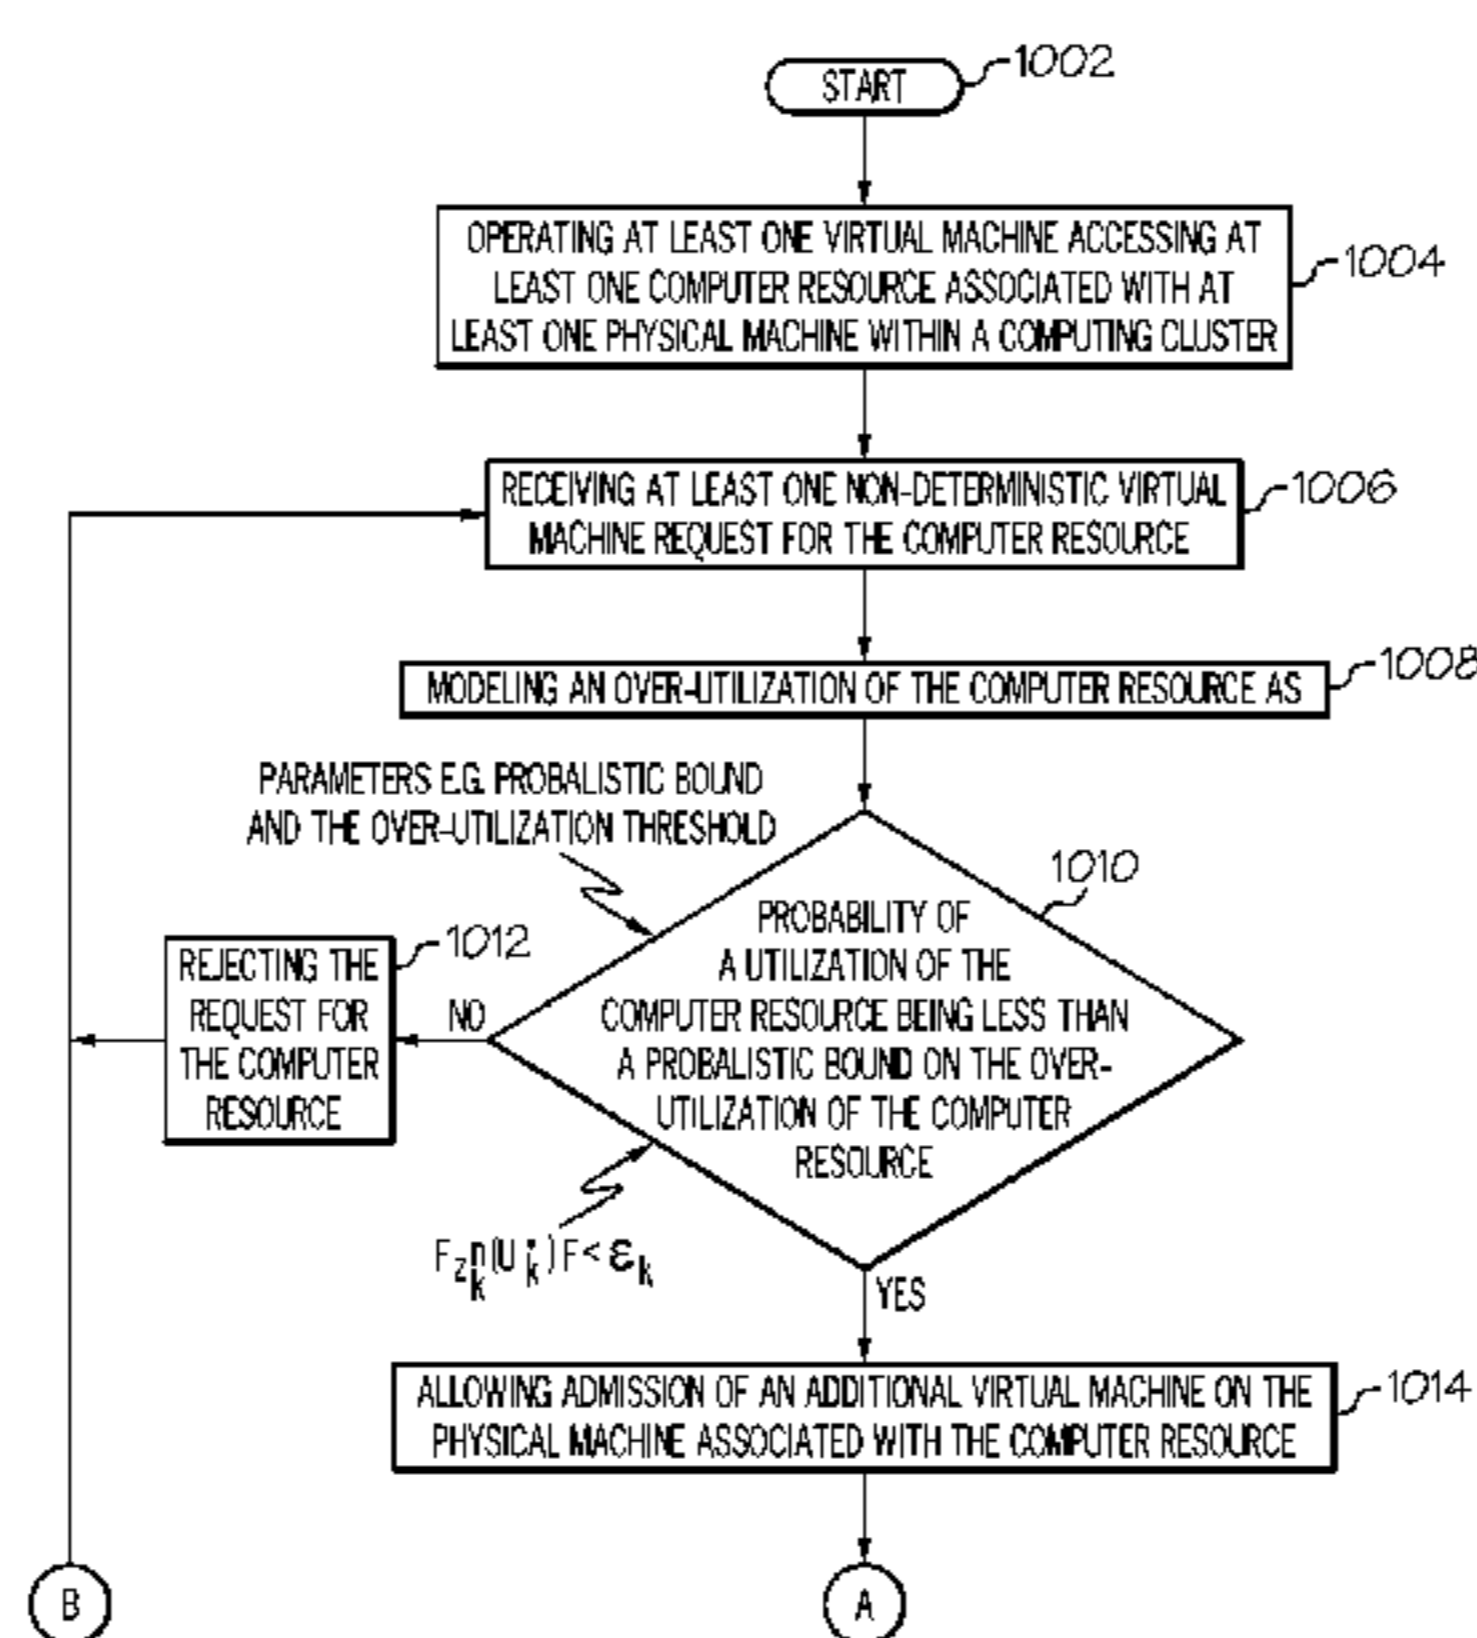 START
1002
OPERATING AT LEAST ONE VIRTUAL MACHINE ACCESSING AT
LEAST ONE COMPUTER RESOURCE ASSOCIATED WITH AT
LEAST ONE PHYSICAL MACHINE WITHIN A COMPUTING CLUSTER
1004
RECEIVING AT LEAST ONE NON-DETERMINISTIC VIRTUAL
MACHINE REQUEST FOR THE COMPUTER RESOURCE
1006
MODELING AN OVER-UTILIZATION OF THE COMPUTER RESOURCE AS
1008
PARAMETERS E.G. PROBALISTIC BOUND
AND THE OVER-UTILIZATION THRESHOLD
1010
PROBABILITY OF
A UTILIZATION OF THE
COMPUTER RESOURCE BEING LESS THAN
A PROBALISTIC BOUND ON THE OVER-
UTILIZATION OF THE COMPUTER
RESOURCE
NO
1012
REJECTING THE
REQUEST FOR
THE COMPUTER
RESOURCE
F z n k (U * k) F < ε k
YES
ALLOWING ADMISSION OF AN ADDITIONAL VIRTUAL MACHINE ON THE
PHYSICAL MACHINE ASSOCIATED WITH THE COMPUTER RESOURCE
1014
B
A